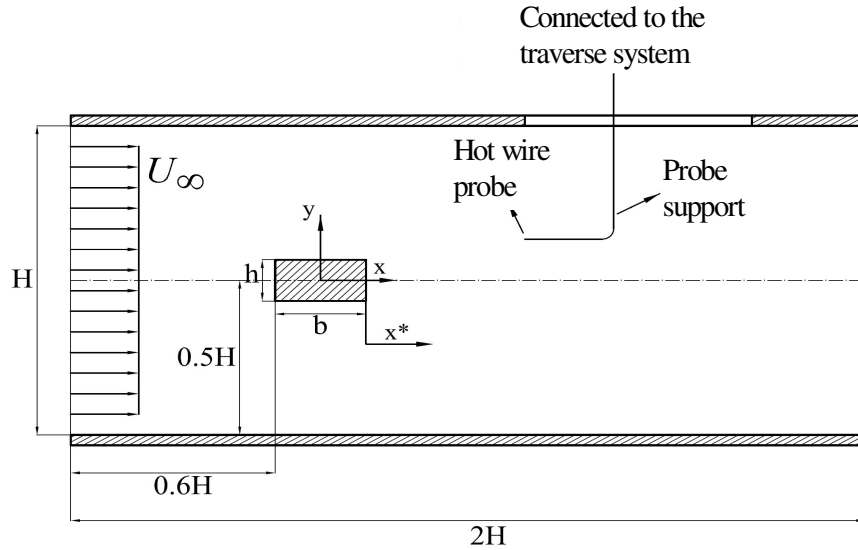 Connected to the
traverse system
Hot wire
probe
Probe
support
U∞
y
x
H
h
b
x*
0.5H
0.6H
2H